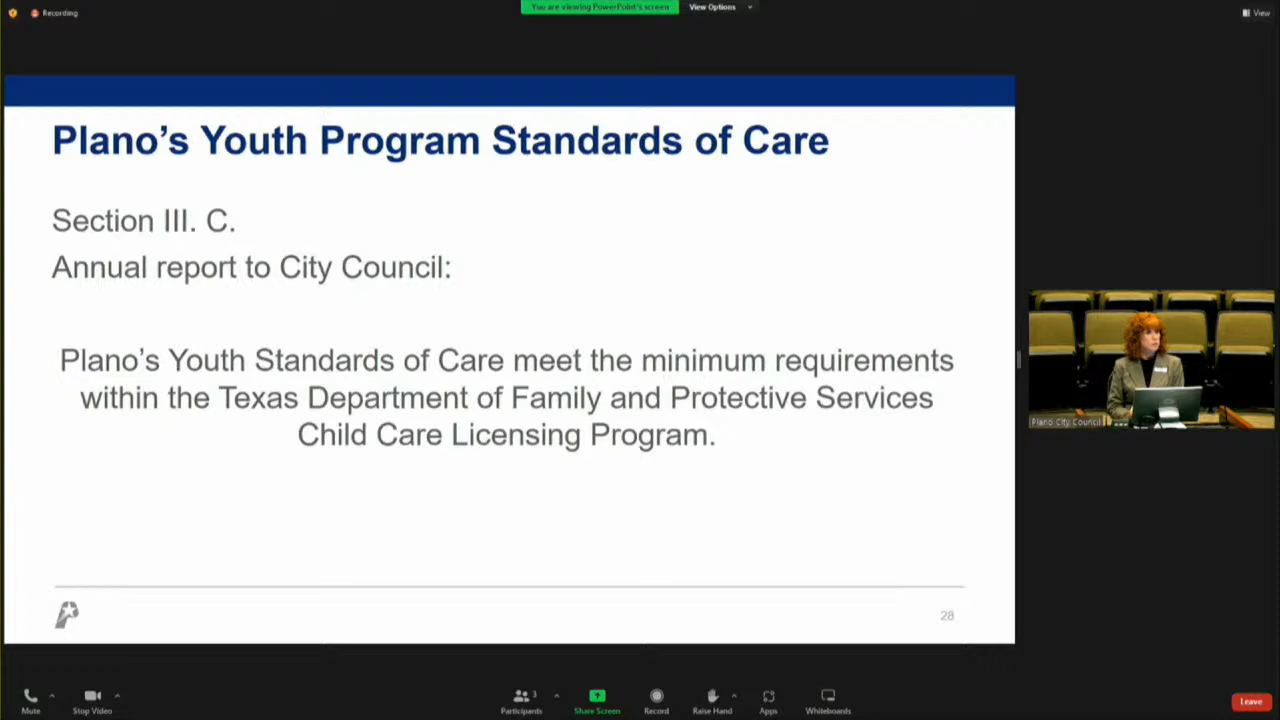 Recording
You are viewing PowerPoint's screen
View Options
View
Plano's Youth Program Standards of Care
Section III. C.
Annual report to City Council:
Plano's Youth Standards of Care meet the minimum requirements
within the Texas Department of Family and Protective Services
Child Care Licensing Program.
28
Plano City Council
Mute
Stop Video
3
Participants
Share Screen
Record
Raise Hand
Apps
Whiteboards
Leave